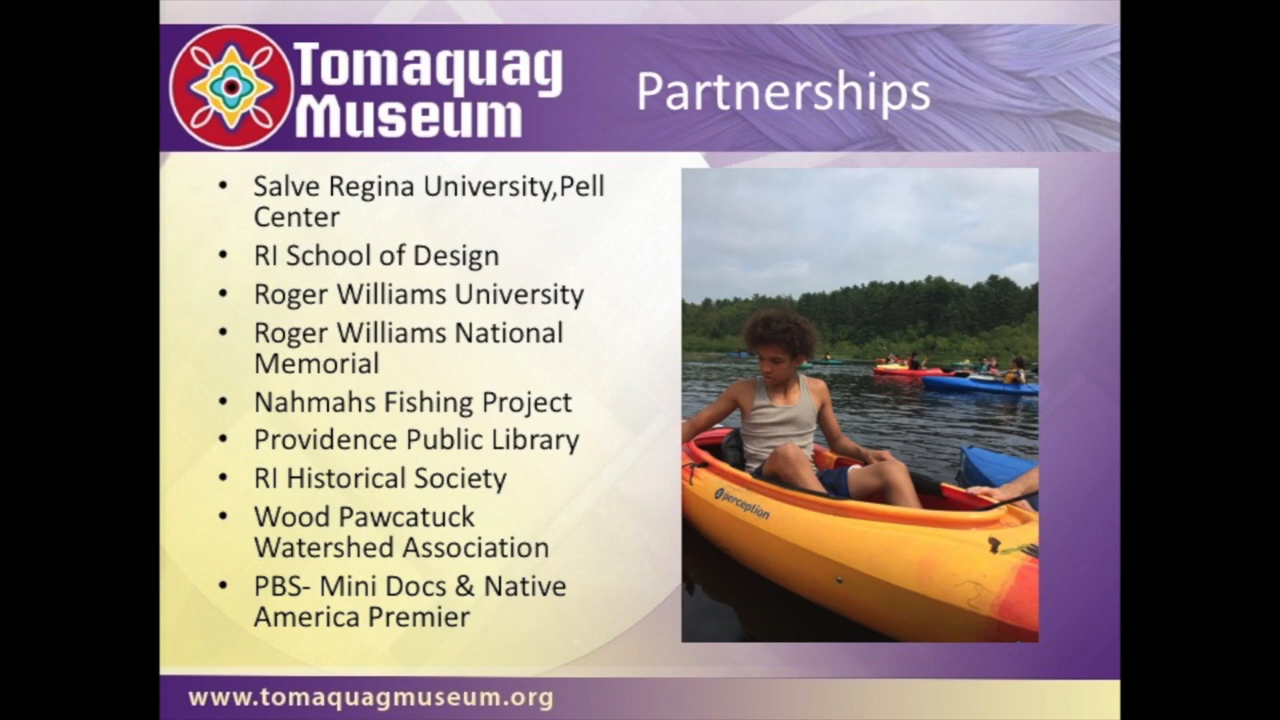 Tomaquag
Museum
Partnerships
• Salve Regina University,Pell
Center
• RI School of Design
• Roger Williams University
• Roger Williams National
Memorial
• Nahmahs Fishing Project
• Providence Public Library
• RI Historical Society
• Wood Pawcatuck
Watershed Association
• PBS- Mini Docs & Native
America Premier
perception
www.tomaquagmuseum.org